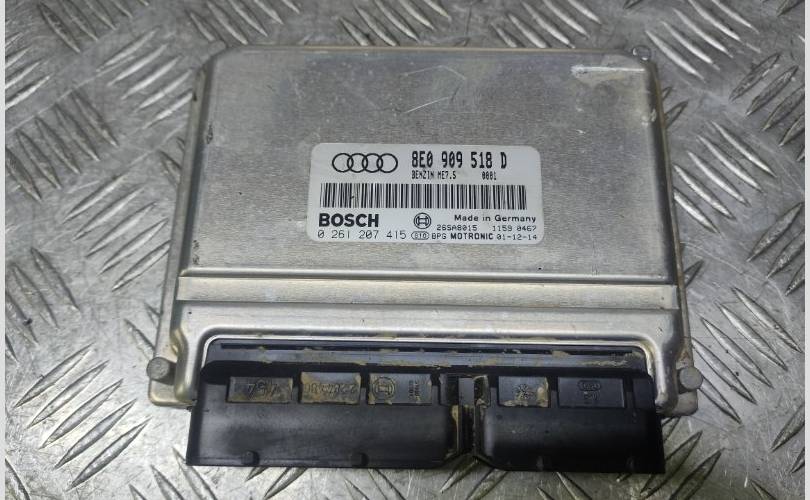 8E0 909 518 D
BENZIN ME7.5 0001
BOSCH Made in Germany
26SA8015 1159 0467
0 261 207 415 BPG MOTRONIC 01-12-14